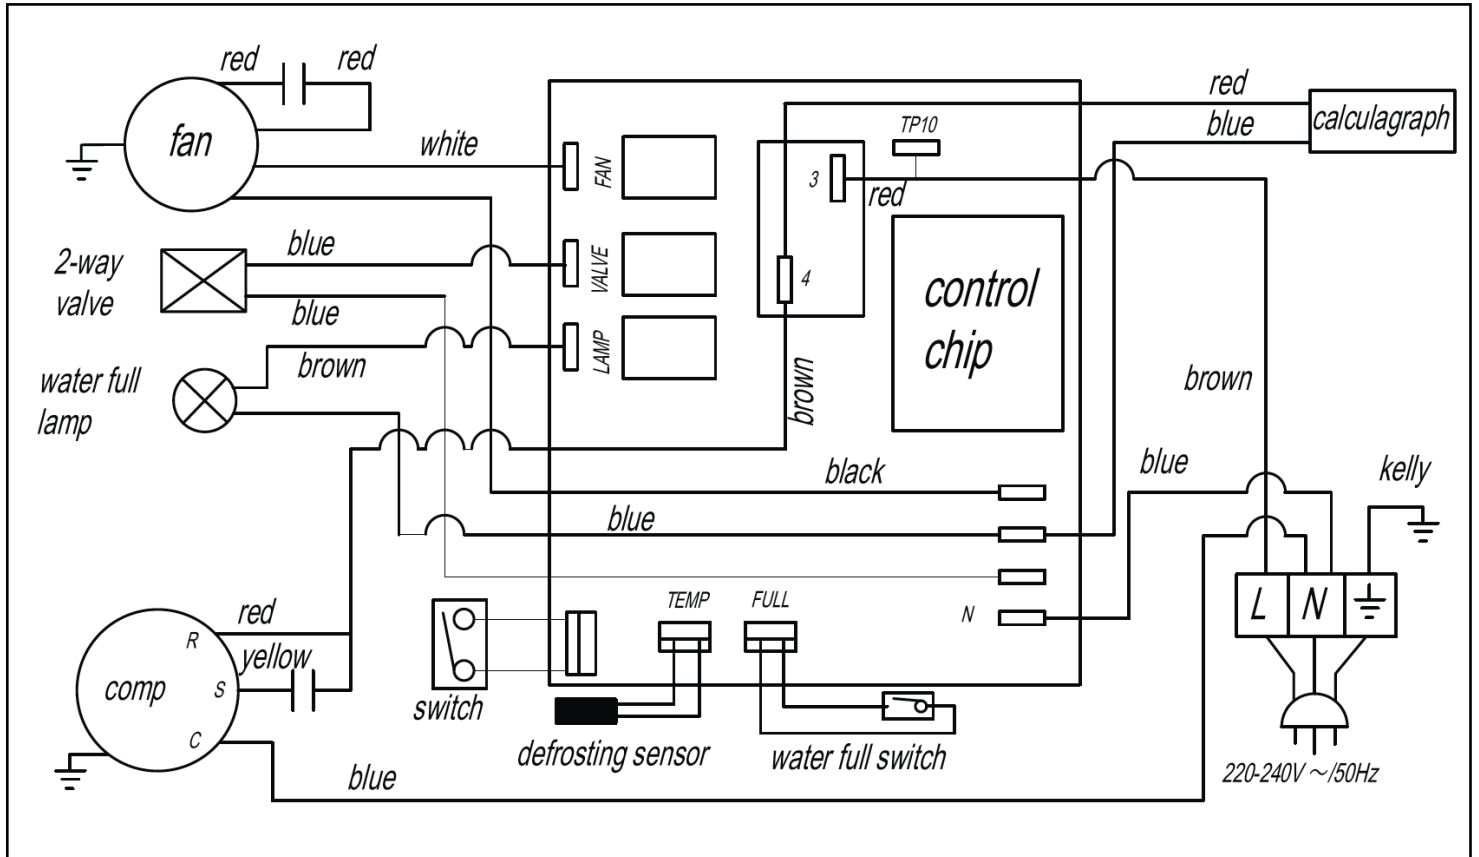 red
red
fan
white
FAN
TP10
red
blue
calculagraph
3
red
2-way
valve
blue
blue
VALVE
4
control
chip
water full
lamp
brown
LAMP
brown
brown
black
blue
blue
kelly
comp
R
S
C
red
yellow
blue
switch
TEMP
FULL
N
defrosting sensor
water full switch
L
N
220-240V ～/50Hz